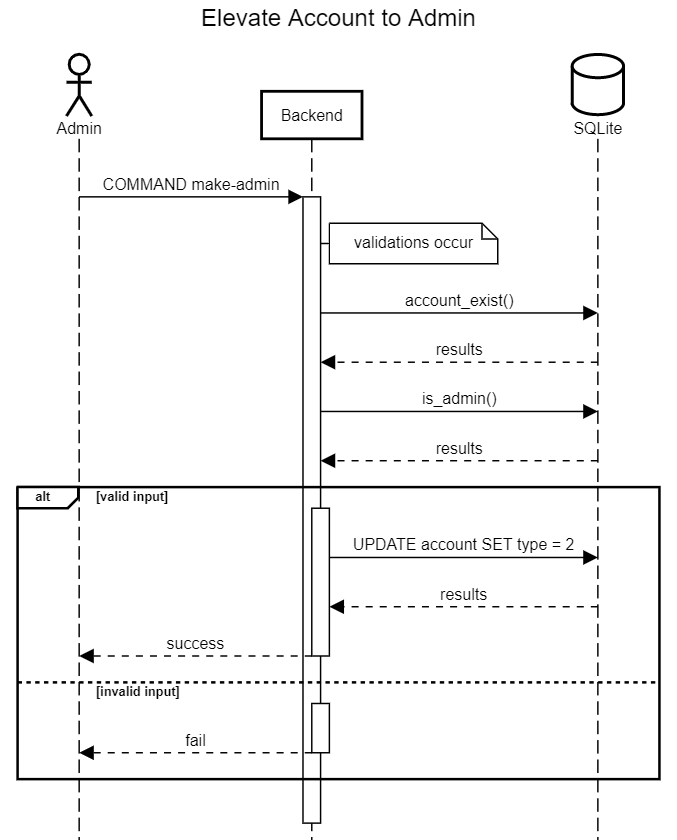 Elevate Account to Admin
Admin
Backend
SQLite
COMMAND make-admin
validations occur
account_exist()
results
is_admin()
results
alt
[valid input]
UPDATE account SET type = 2
results
success
[invalid input]
fail